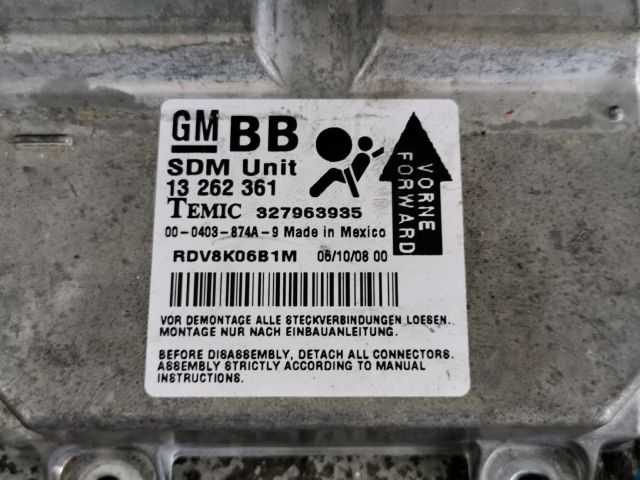 GM BB
SDM Unit
13 262 361
TEMIC 327963935
00-0403-874A-9 Made in Mexico
RDV8K06B1M 06/10/08 00
VORNE
FORWARD
VOR DEMONTAGE ALLE STECKVERBINDUNGEN LOESEN.
MONTAGE NUR NACH EINBAUANLEITUNG.
BEFORE DISASSEMBLY, DETACH ALL CONNECTORS.
ASSEMBLY STRICTLY ACCORDING TO MANUAL
INSTRUCTIONS.